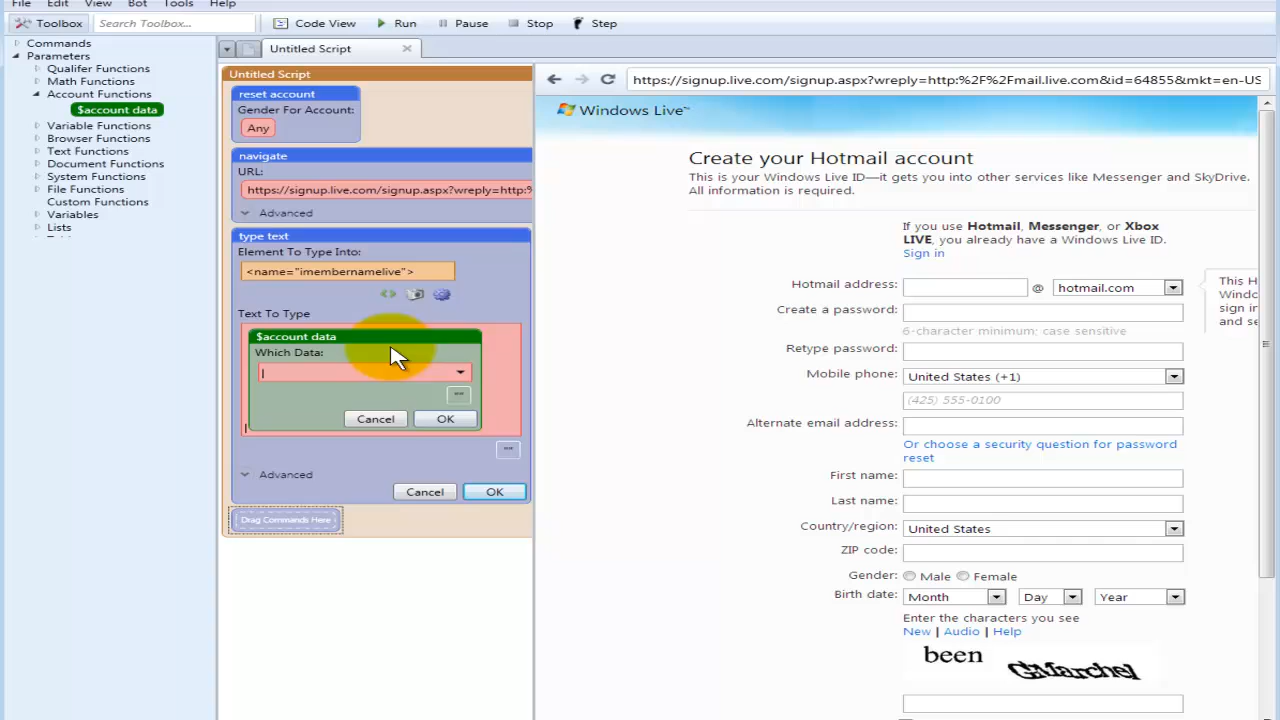 File Edit View Bot Tools Help
Toolbox Search Toolbox... Code View Run Pause Stop Step
Commands
Parameters
Qualifer Functions
Math Functions
Account Functions
$account data
Variable Functions
Browser Functions
Text Functions
Document Functions
System Functions
File Functions
Custom Functions
Variables
Lists
Untitled Script
Untitled Script
reset account
Gender For Account:
Any
navigate
URL:
https://signup.live.com/signup.aspx?wreply=http:%
Advanced
type text
Element To Type Into:
<name="imembernamelive">
Text To Type
$account data
Which Data:
""
Cancel OK
""
Advanced
Cancel OK
Drag Commands Here
https://signup.live.com/signup.aspx?wreply=http:%2F%2Fmail.live.com&id=64855&mkt=en-US
Windows Live™
Create your Hotmail account
This is your Windows Live ID—it gets you into other services like Messenger and SkyDrive.
All information is required.
If you use Hotmail, Messenger, or Xbox
LIVE, you already have a Windows Live ID.
Sign in
Hotmail address: @ hotmail.com
This H
Windo
sign ir
and se
Create a password:
6-character minimum; case sensitive
Retype password:
Mobile phone: United States (+1)
(425) 555-0100
Alternate email address:
Or choose a security question for password
reset
First name:
Last name:
Country/region: United States
ZIP code:
Gender: Male Female
Birth date: Month Day Year
Enter the characters you see
New | Audio | Help
been